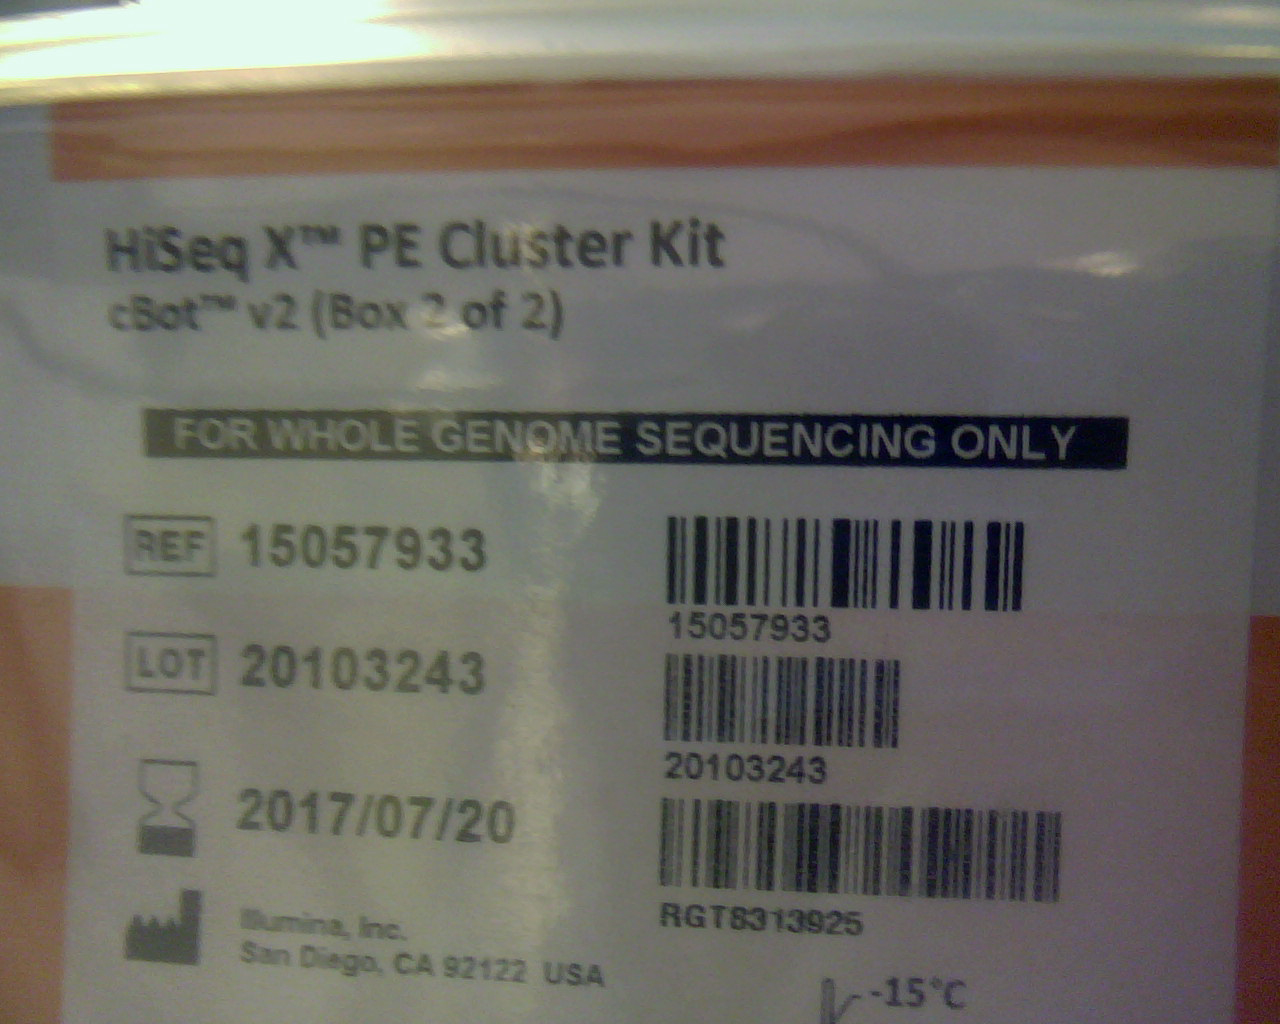 HiSeq X™ PE Cluster Kit
cBot™ v2 (Box 2 of 2)
FOR WHOLE GENOME SEQUENCING ONLY
REF 15057933
15057933
LOT 20103243
20103243
2017/07/20
RGT8313925
Illumina, Inc.
San Diego, CA 92122 USA
-15°C